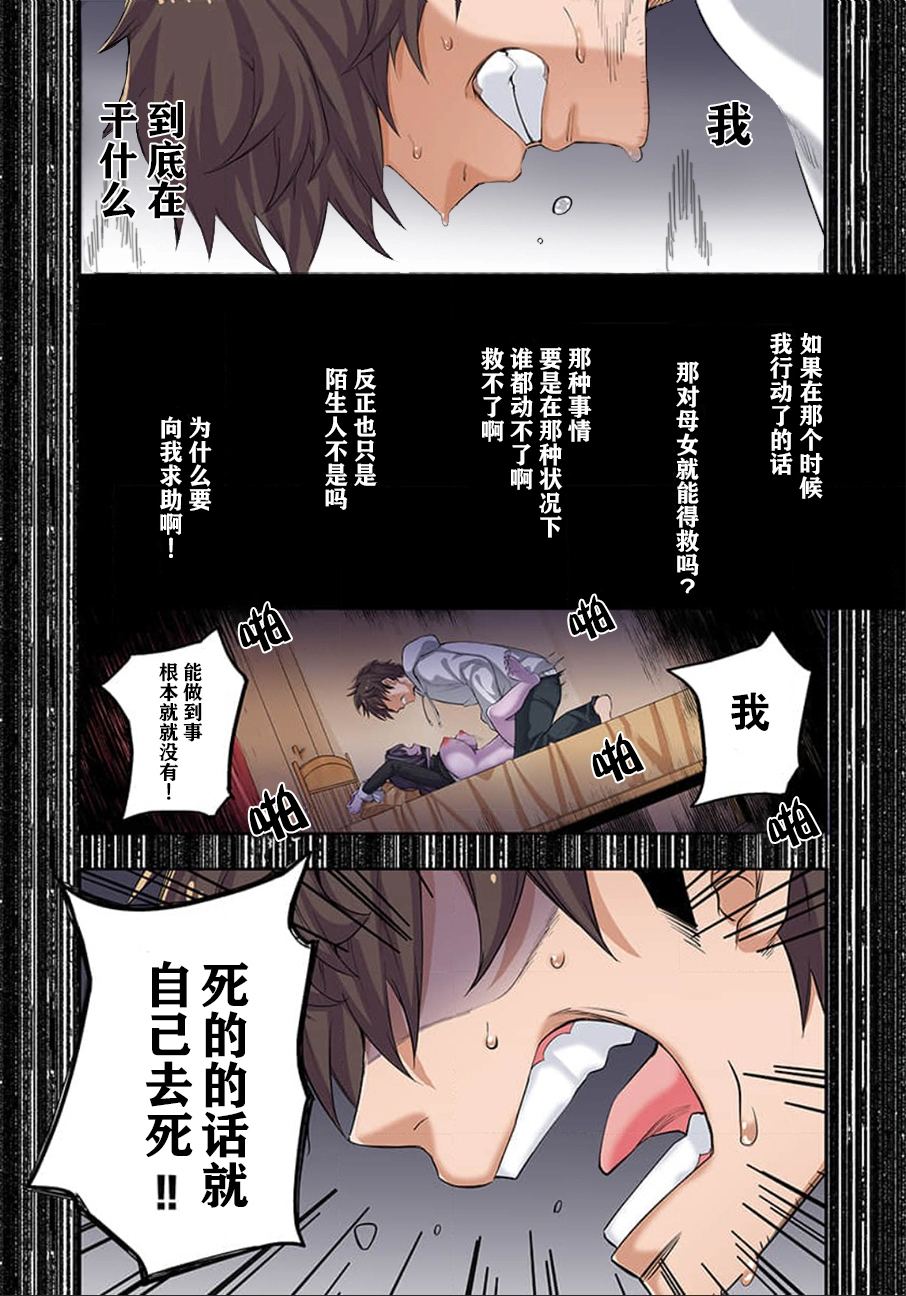 我
到底在
干什么
如果在那个时候
我行动了的话
那对母女就能得救吗？
那种事情
要是在那种状况下
谁都动不了啊
救不了啊
反正也只是
陌生人不是吗
为什么要
向我求助啊！
啪
啪
我
能做到事
根本就就没有！
啪
啪
啪
死的的话就
自己去死!!